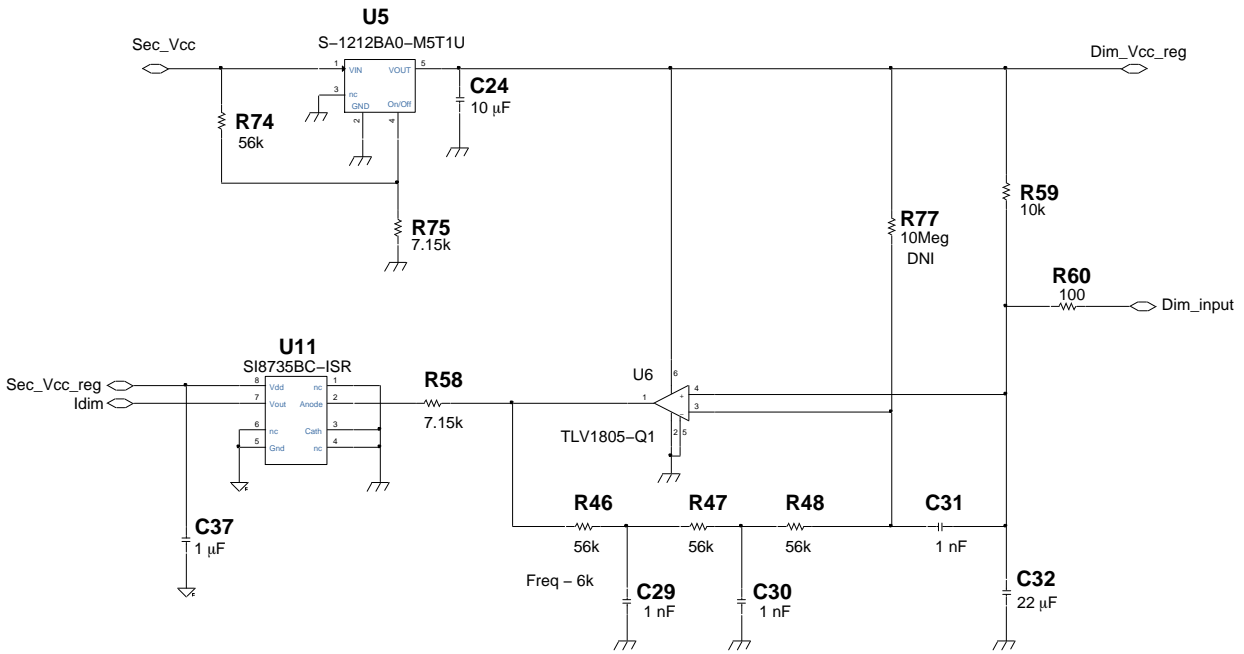 U5
S−1212BA0−M5T1U
Sec_Vcc
Dim_Vcc_reg
1
VIN
VOUT
5
3
nc
GND
On/Off
2
4
C24
10 µF
R74
56k
R75
7.15k
R59
10k
R77
10Meg
DNI
R60
100
Dim_input
U11
SI8735BC−ISR
Sec_Vcc_reg
Idim
8
Vdd
nc
1
7
Vout
Anode
2
6
nc
Cath
3
5
Gnd
nc
4
R58
7.15k
U6
6
1
+
4
−
3
2
5
TLV1805−Q1
C37
1 µF
R46
56k
R47
56k
R48
56k
C31
1 nF
Freq − 6k
C29
1 nF
C30
1 nF
C32
22 µF